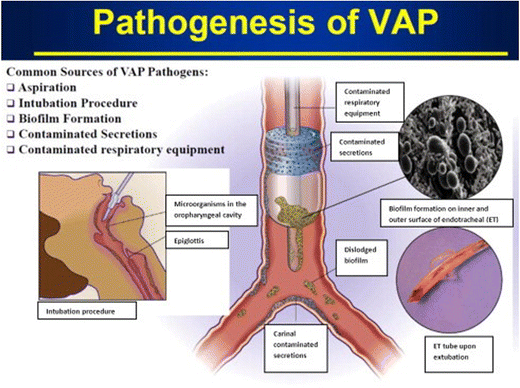 Pathogenesis of VAP
Common Sources of VAP Pathogens:
Aspiration
Intubation Procedure
Biofilm Formation
Contaminated Secretions
Contaminated respiratory equipment
Contaminated
respiratory
equipment
Contaminated
secretions
Microorganisms in the
oropharyngeal cavity
Epiglottis
Intubation procedure
Biofilm formation on inner and
outer surface of endotracheal (ET)
Dislodged
biofilm
Carinal
contaminated
secretions
ET tube upon
extubation